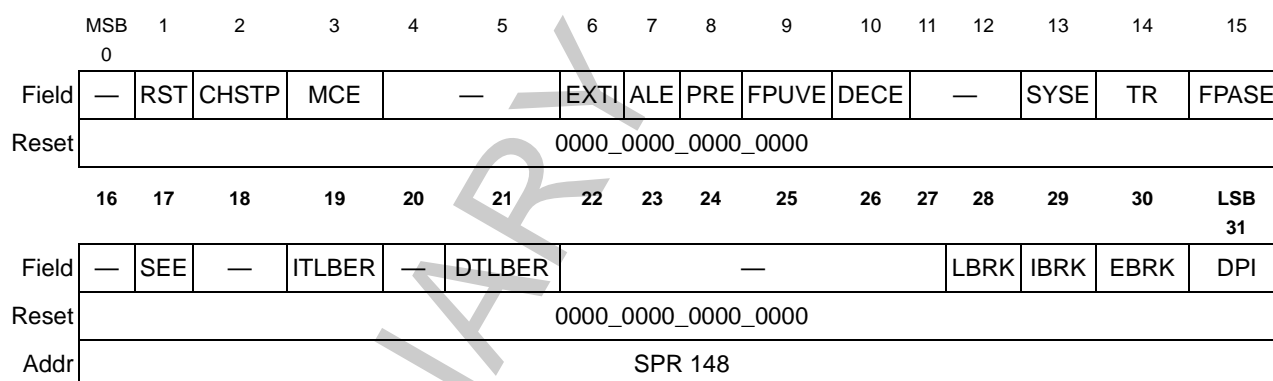 MSB 0 1 2 3 4 5 6 7 8 9 10 11 12 13 14 15
Field — RST CHSTP MCE — EXTI ALE PRE FPUVE DECE — SYSE TR FPASE
Reset 0000_0000_0000_0000
16 17 18 19 20 21 22 23 24 25 26 27 28 29 30 LSB 31
Field — SEE — ITLBER — DTLBER — LBRK IBRK EBRK DPI
Reset 0000_0000_0000_0000
Addr SPR 148